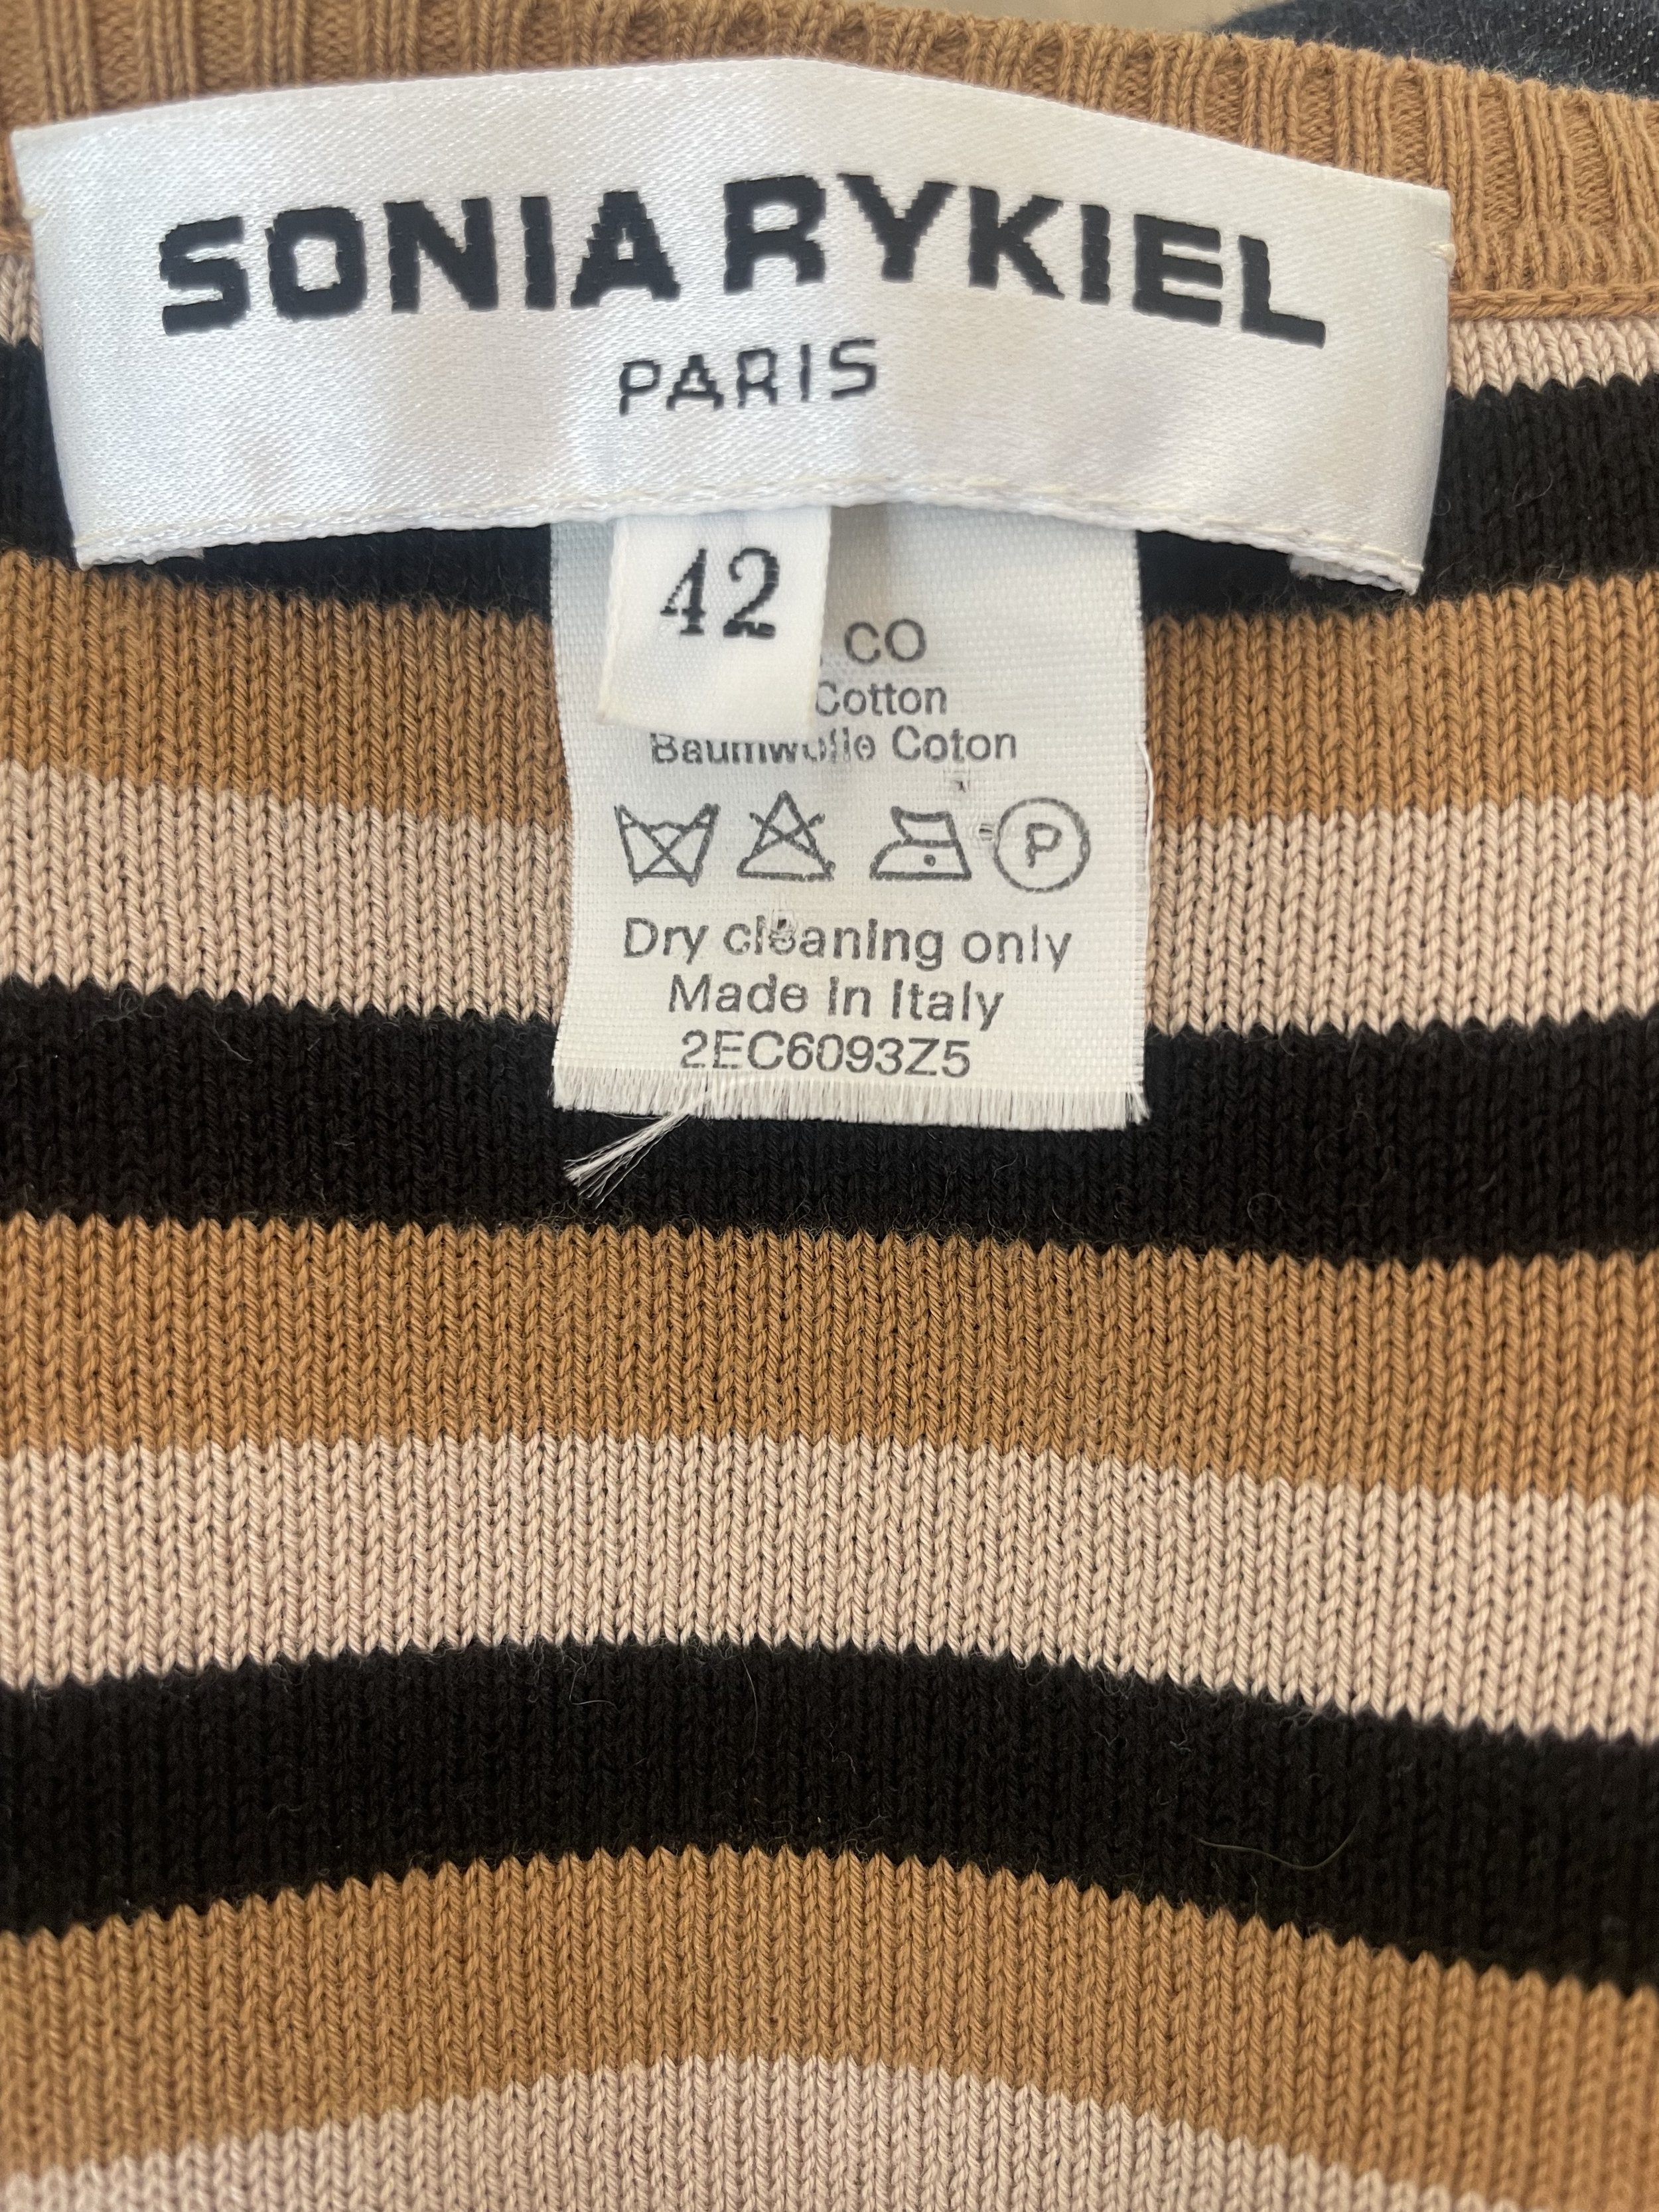 SONIA RYKIEL
PARIS
42
CO
Cotton
Baumwolle Coton
P
Dry cleaning only
Made in Italy
2EC6093Z5